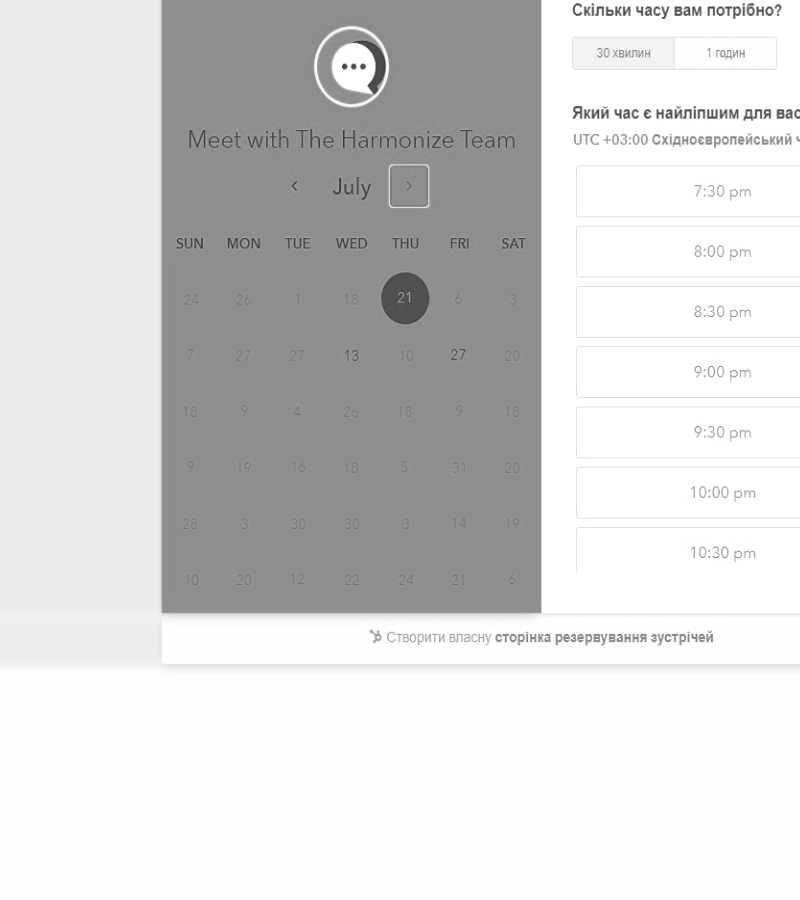 Meet with The Harmonize Team
July
SUN MON TUE WED THU FRI SAT
24 26 1 18 21 6 3
7 27 27 13 10 27 20
18 9 4 26 18 9 18
9 19 16 18 5 31 20
28 3 30 30 3 14 19
10 20 12 22 24 21 6
Скільки часу вам потрібно?
30 хвилин 1 годин
Який час є найліпшим для вас
UTC +03:00 Східноєвропейський
7:30 pm
8:00 pm
8:30 pm
9:00 pm
9:30 pm
10:00 pm
10:30 pm
Створити власну сторінка резервування зустрічей